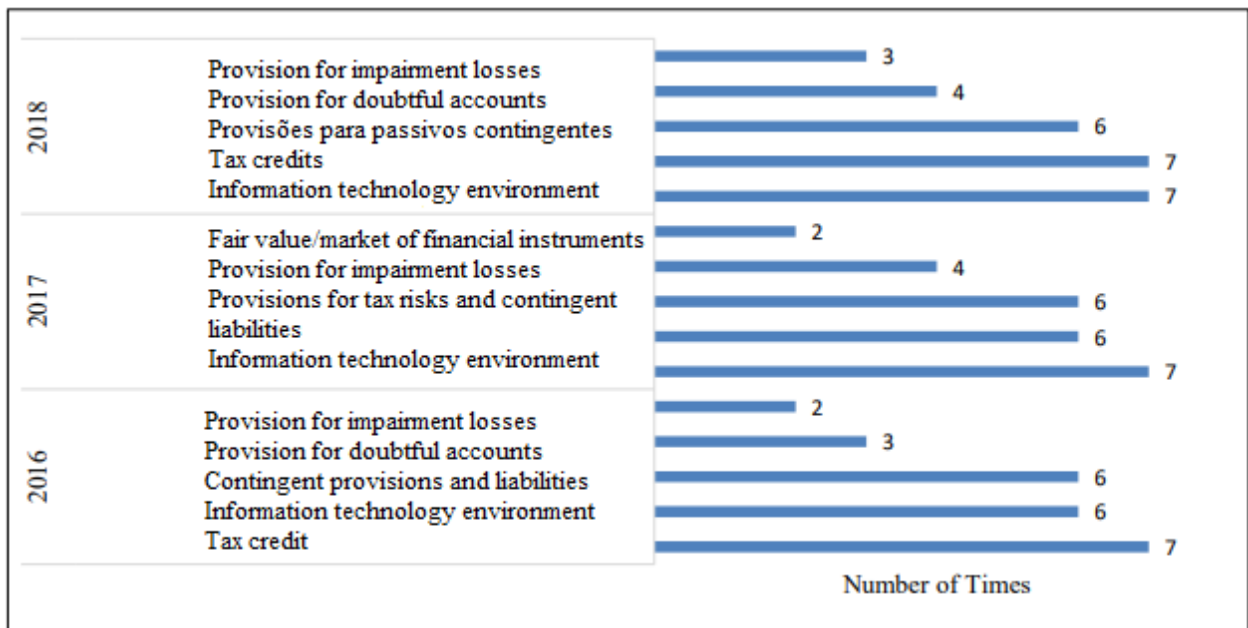 2018
Provision for impairment losses
Provision for doubtful accounts
Provisões para passivos contingentes
Tax credits
Information technology environment
3
4
6
7
7
2017
Fair value/market of financial instruments
Provision for impairment losses
Provisions for tax risks and contingent
liabilities
Information technology environment
2
4
6
6
7
2016
Provision for impairment losses
Provision for doubtful accounts
Contingent provisions and liabilities
Information technology environment
Tax credit
2
3
6
6
7
Number of Times